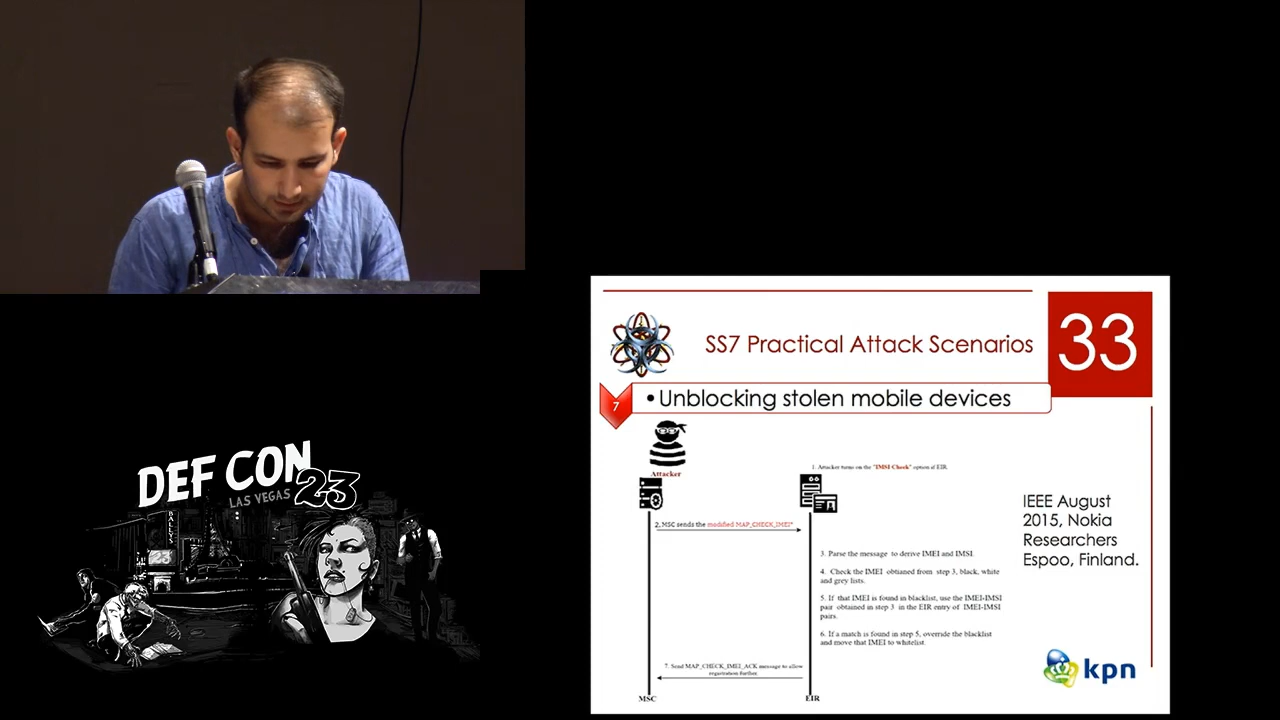 SS7 Practical Attack Scenarios
33
7
• Unblocking stolen mobile devices
Attacker
1. Attacker turns on the "IMSI Check" option of EIR.
2. MSC sends the modified MAP_CHECK_IMEI*
IEEE August
2015, Nokia
Researchers
Espoo, Finland.
3. Parse the message to derive IMEI and IMSI.
4. Check the IMEI obtianed from step 3, black, white
and grey lists.
5. If that IMEI is found in blacklist, use the IMEI-IMSI
pair obtained in step 3 in the EIR entry of IMEI-IMSI
pairs.
6. If a match is found in step 5, override the blacklist
and move that IMEI to whitelist.
7. Send MAP_CHECK_IMEI_ACK message to allow
registration further
MSC
EIR
kpn
DEF CON
LAS VEGAS 23
BALLY'S